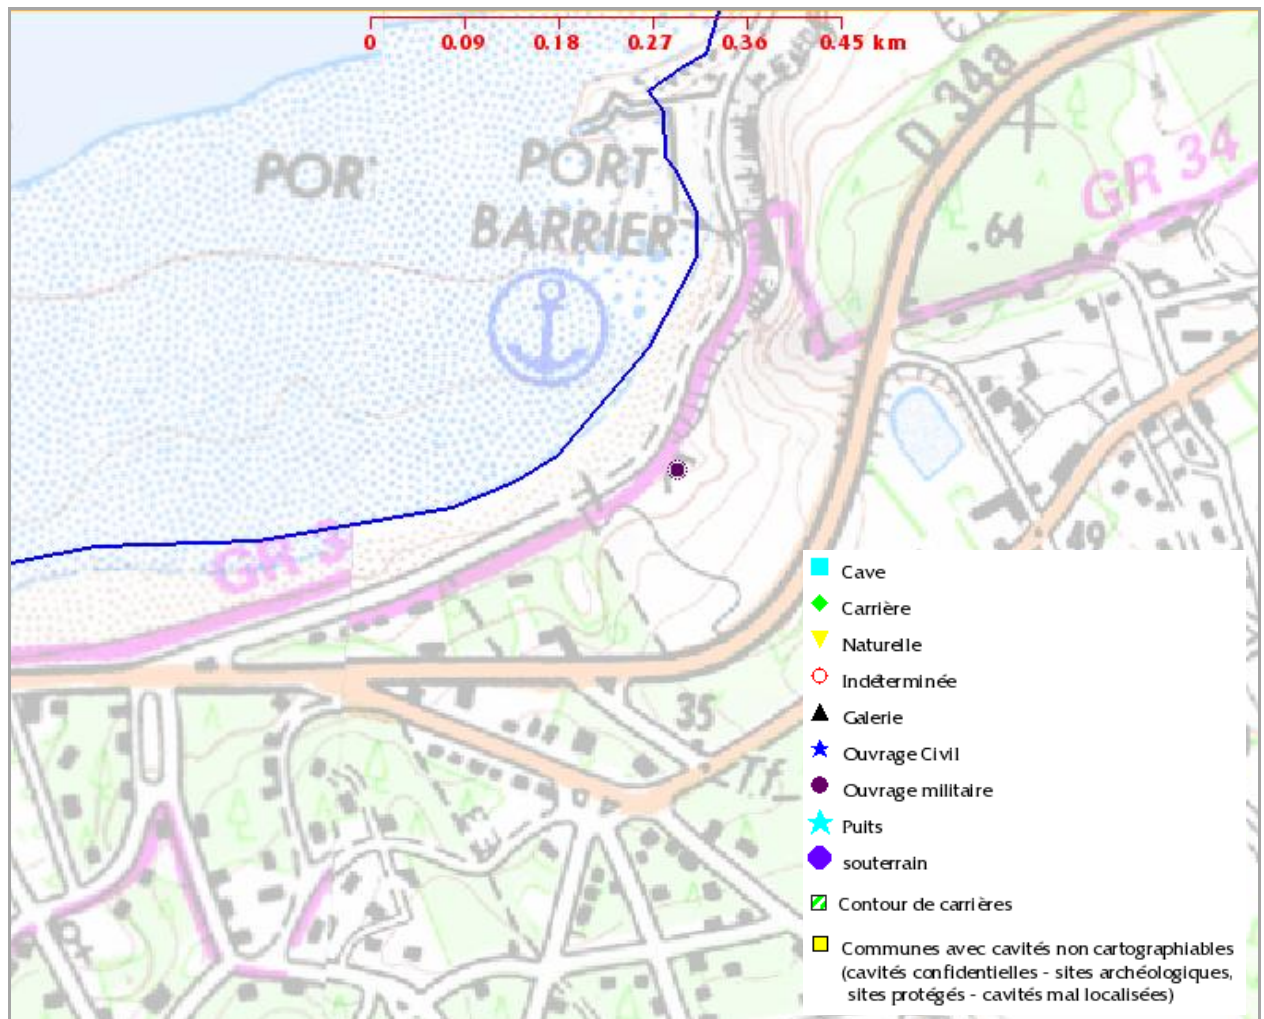 0 0.09 0.18 0.27 0.36 0.45 km
D 34a
POR
PORT
BARRIER
GR 34
.64
GR 3
49
35
Tf
Cave
Carrière
Naturelle
Indéterminée
Galerie
Ouvrage Civil
Ouvrage militaire
Puits
souterrain
Contour de carrières
Communes avec cavités non cartographiables
(cavités confidentielles - sites archéologiques,
sites protégés - cavités mal localisées)